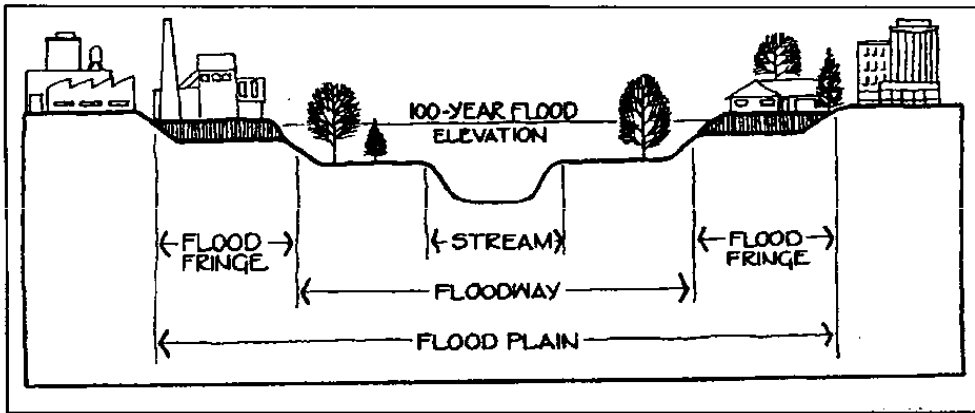 100-YEAR FLOOD
ELEVATION
FLOOD
FRINGE
STREAM
FLOOD
FRINGE
FLOODWAY
FLOOD PLAIN